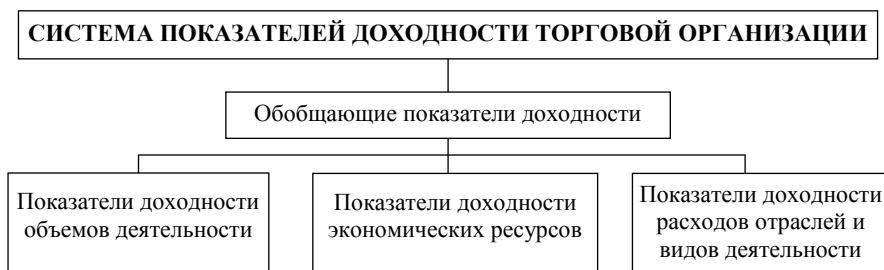 СИСТЕМА ПОКАЗАТЕЛЕЙ ДОХОДНОСТИ ТОРГОВОЙ ОРГАНИЗАЦИИ
Обобщающие показатели доходности
Показатели доходности
объемов деятельности
Показатели доходности
экономических ресурсов
Показатели доходности
расходов отраслей и
видов деятельности